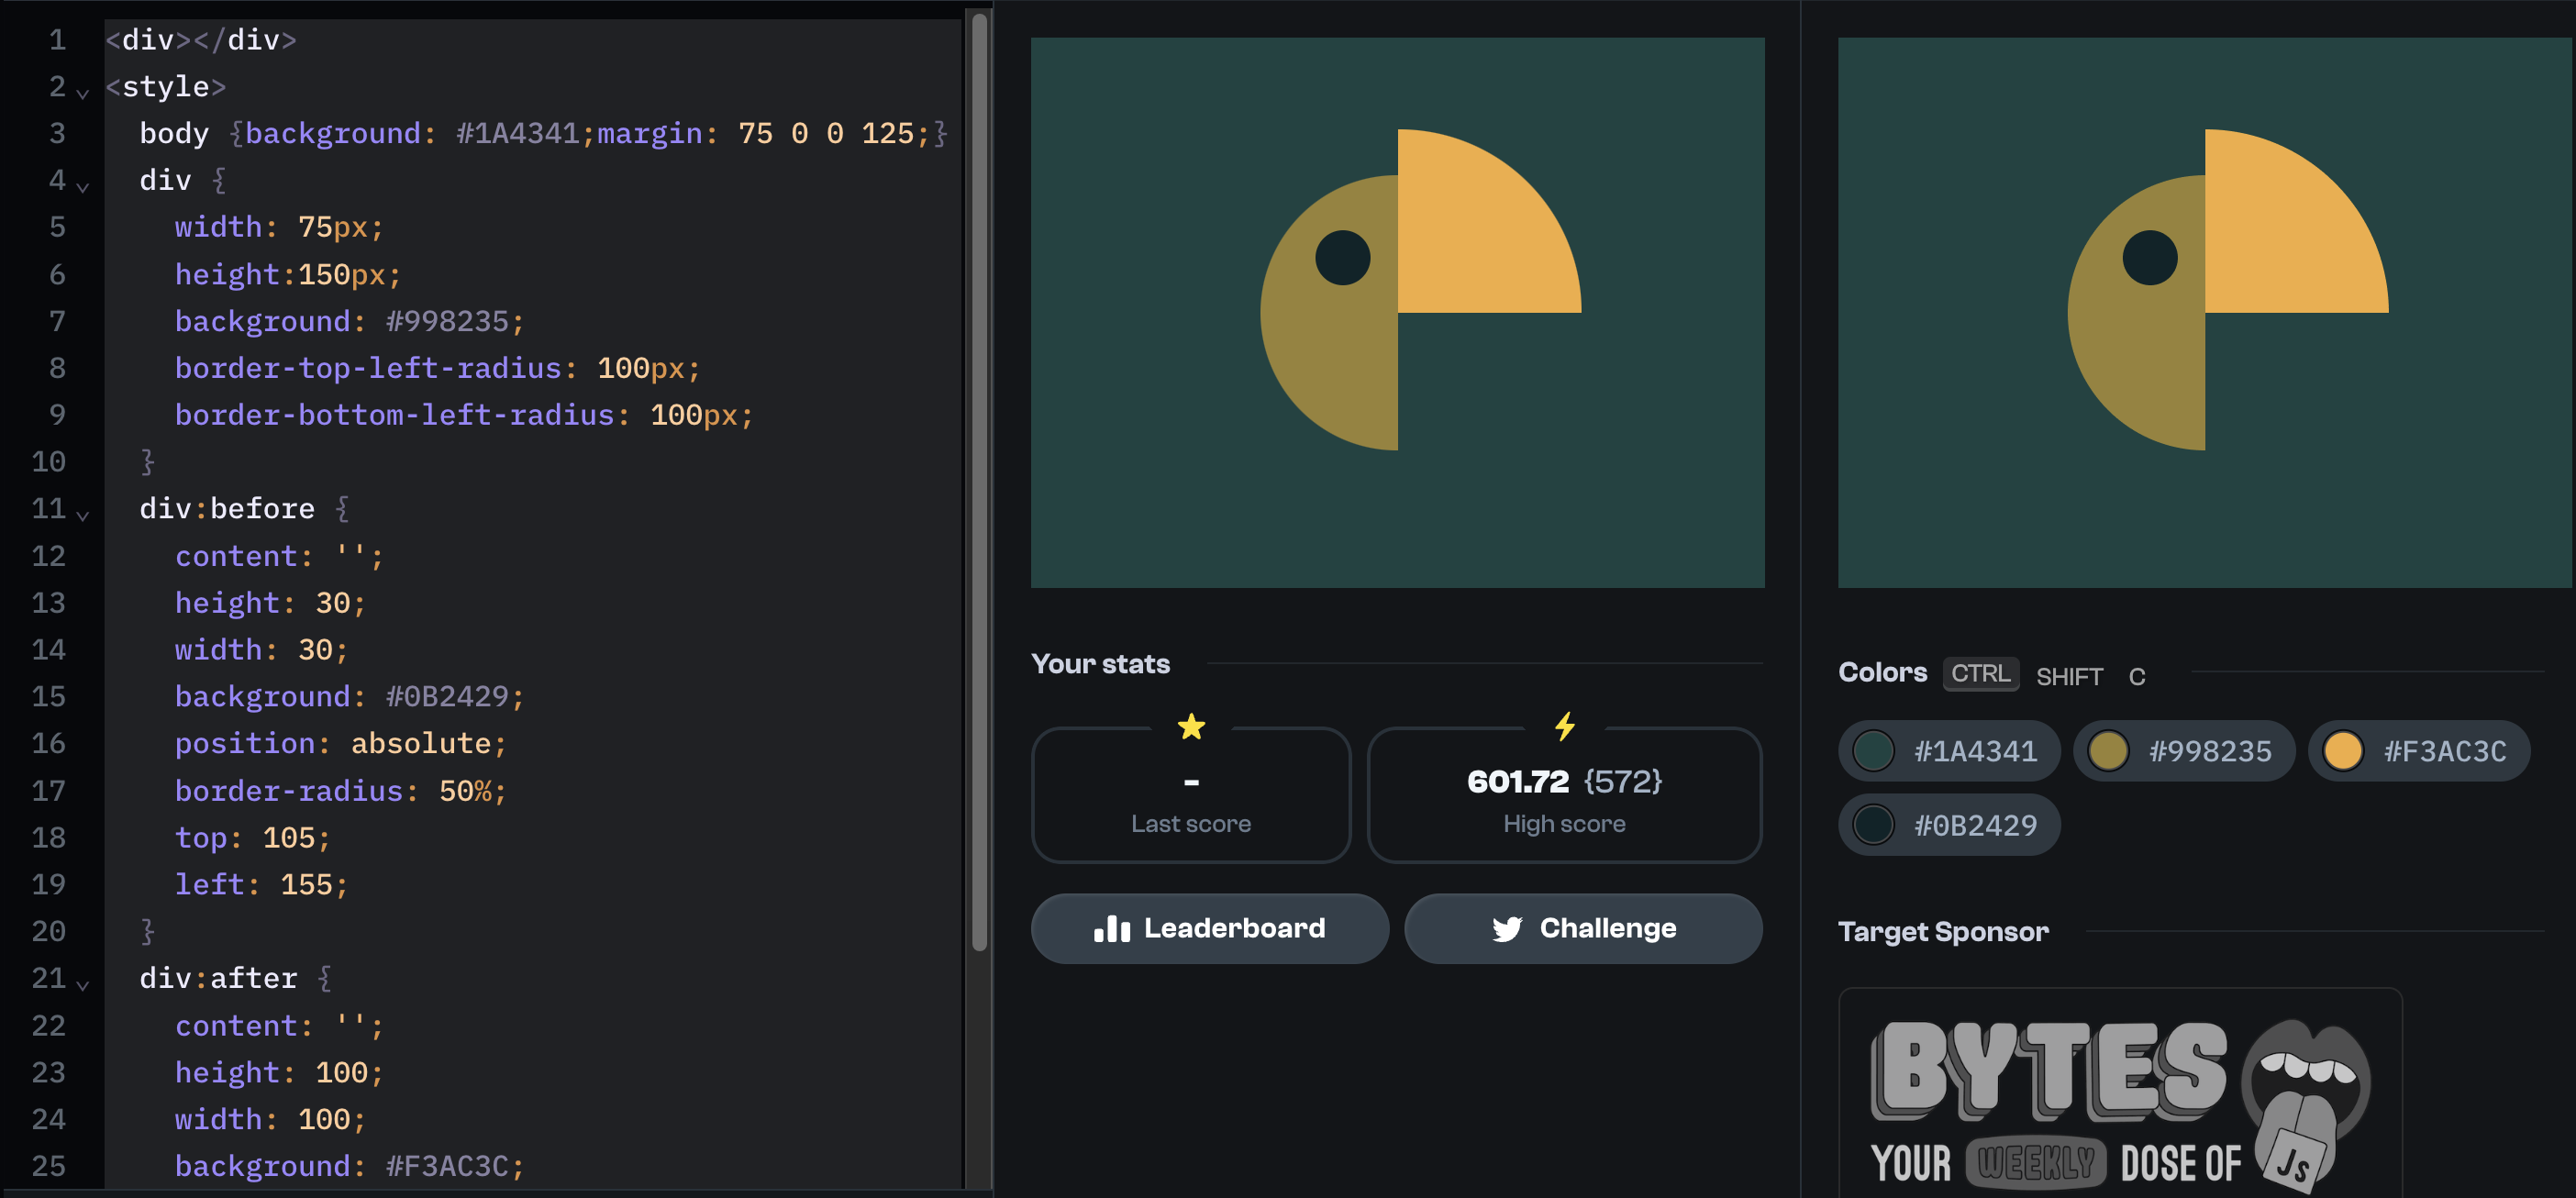 1 <div></div>
2 <style>
3 body {background: #1A4341;margin: 75 0 0 125;}
4 div {
5 width: 75px;
6 height:150px;
7 background: #998235;
8 border-top-left-radius: 100px;
9 border-bottom-left-radius: 100px;
10 }
11 div:before {
12 content: '';
13 height: 30;
14 width: 30;
15 background: #0B2429;
16 position: absolute;
17 border-radius: 50%;
18 top: 105;
19 left: 155;
20 }
21 div:after {
22 content: '';
23 height: 100;
24 width: 100;
25 background: #F3AC3C;
Your stats
-
Last score
601.72 {572}
High score
Leaderboard
Challenge
Colors CTRL SHIFT C
#1A4341 #998235 #F3AC3C
#0B2429
Target Sponsor
BYTES
YOUR WEEKLY DOSE OF JS